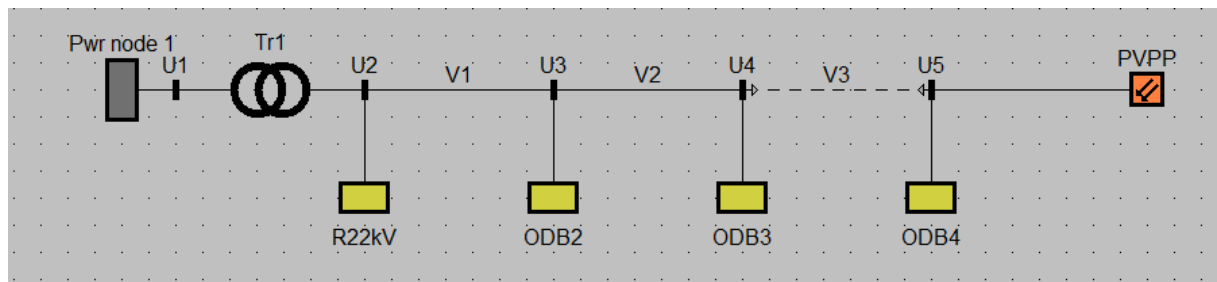 Pwr node 1
Tr1
PVPP
U1
U2
V1
U3
V2
U4
V3
U5
R22kV
ODB2
ODB3
ODB4